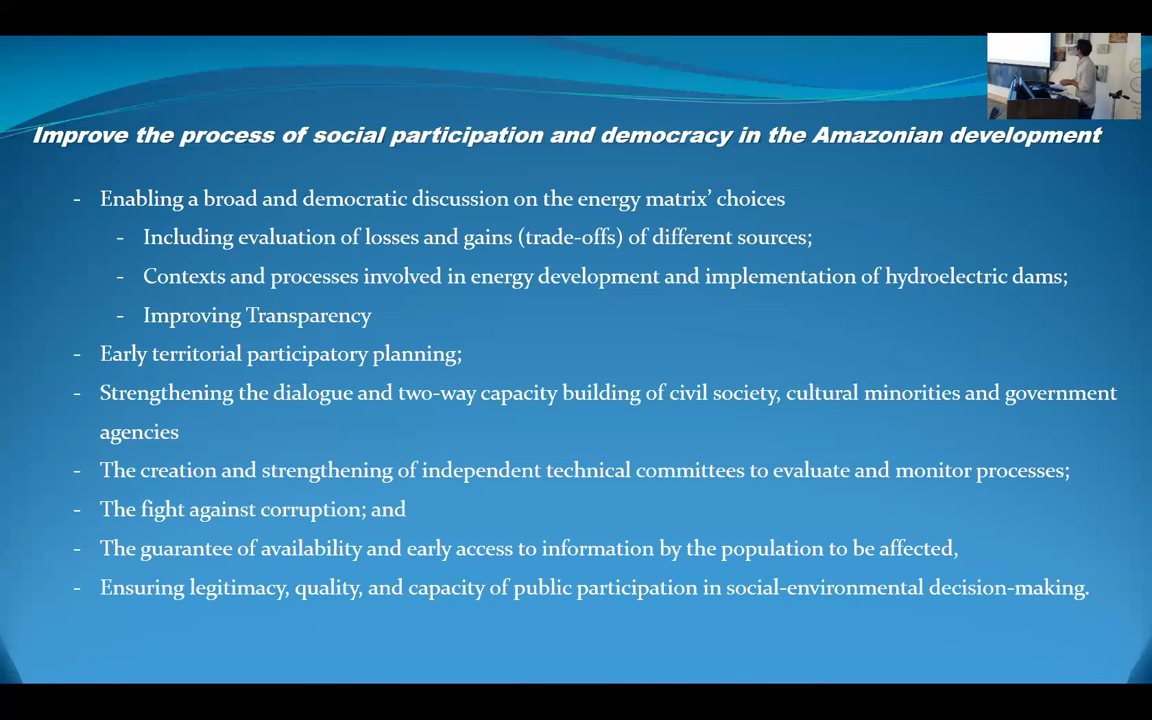 Improve the process of social participation and democracy in the Amazonian development
- Enabling a broad and democratic discussion on the energy matrix’ choices
- Including evaluation of losses and gains (trade-offs) of different sources;
- Contexts and processes involved in energy development and implementation of hydroelectric dams;
- Improving Transparency
- Early territorial participatory planning;
- Strengthening the dialogue and two-way capacity building of civil society, cultural minorities and government
agencies
- The creation and strengthening of independent technical committees to evaluate and monitor processes;
- The fight against corruption; and
- The guarantee of availability and early access to information by the population to be affected,
- Ensuring legitimacy, quality, and capacity of public participation in social-environmental decision-making.